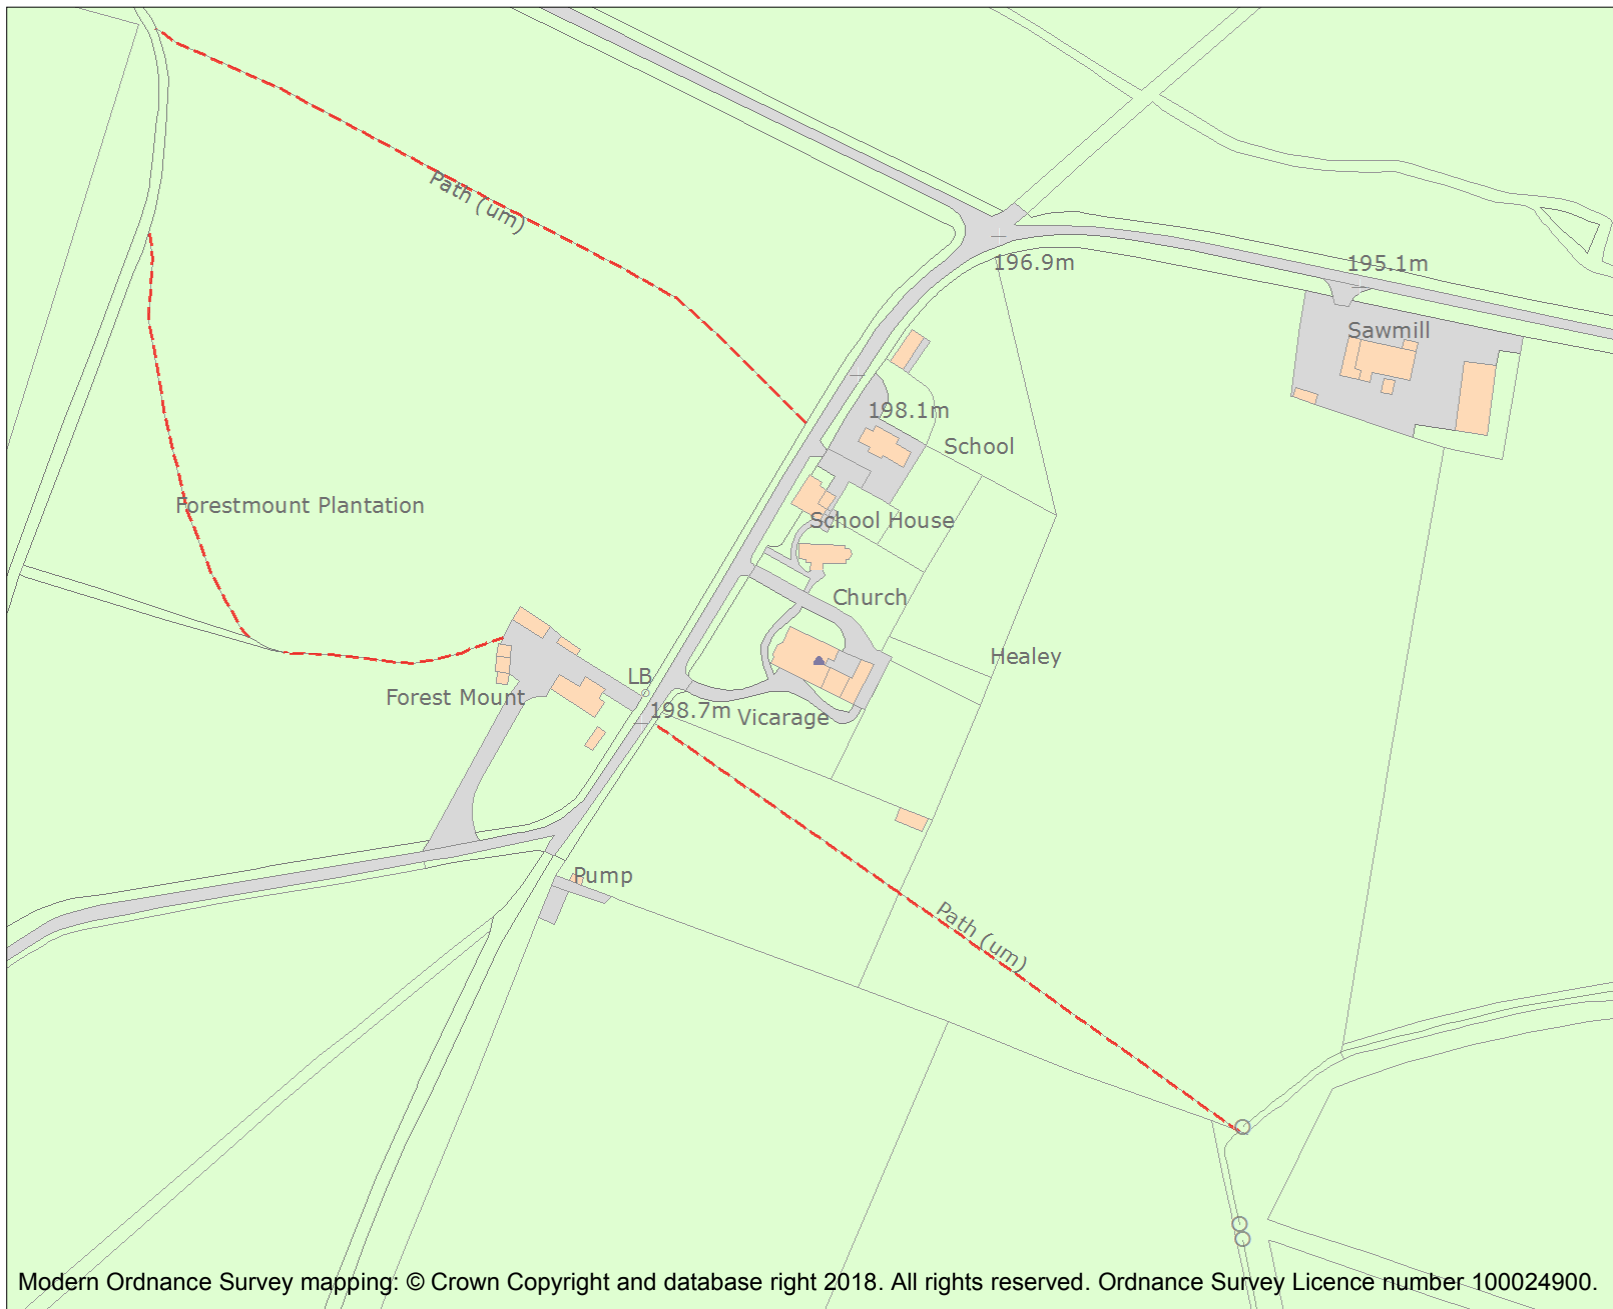 Path (um)
196.9m
195.1m
Sawmill
198.1m
School
Forestmount Plantation
School House
Church
Healey
LB
Forest Mount
198.7m
Vicarage
Pump
Path (um)
Modern Ordnance Survey mapping: © Crown Copyright and database right 2018. All rights reserved. Ordnance Survey Licence number 100024900.